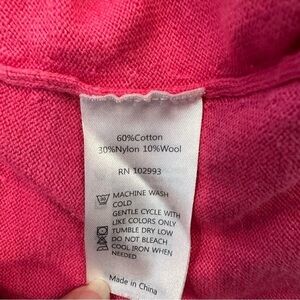 60%Cotton
30%Nylon 10%Wool
RN 102993
MACHINE WASH
COLD
GENTLE CYCLE WITH
LIKE COLORS ONLY
TUMBLE DRY LOW
DO NOT BLEACH
COOL IRON WHEN
NEEDED
Made in China